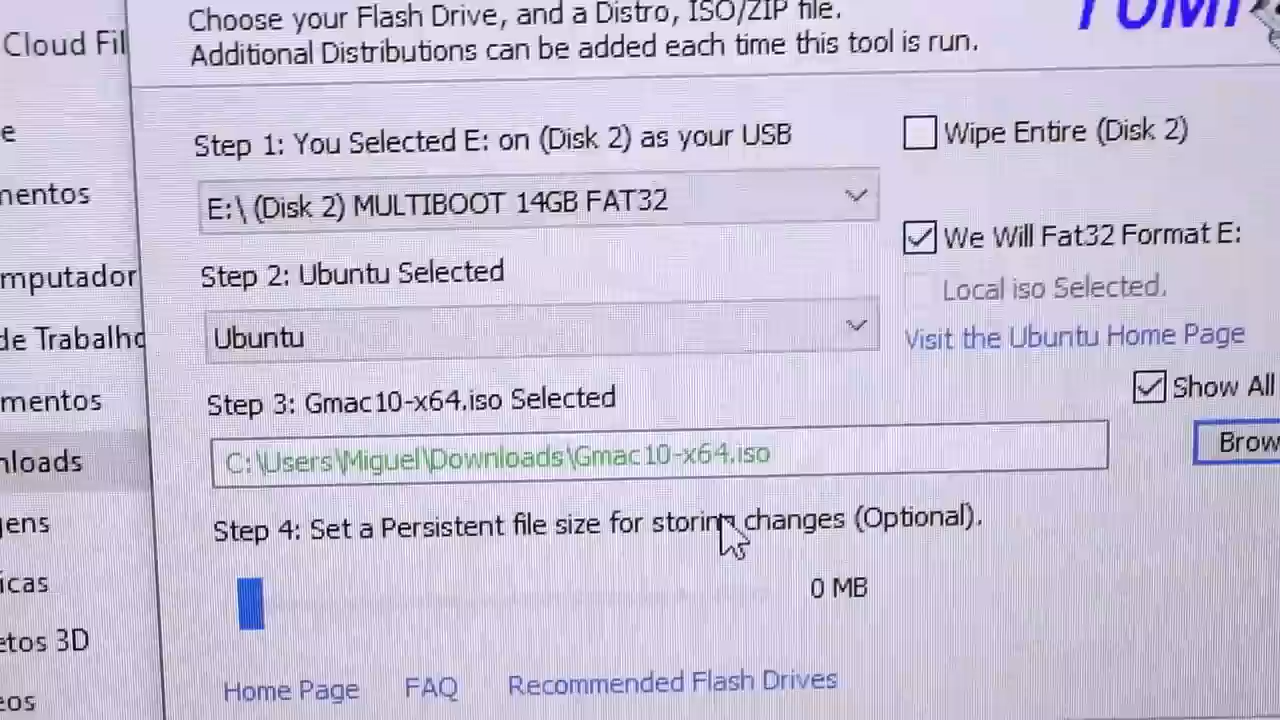 Choose your Flash Drive, and a Distro, ISO/ZIP file.
Additional Distributions can be added each time this tool is run.
YUMI
Cloud Fil
e
mentos
mputador
de Trabalho
mentos
nloads
gens
icas
etos 3D
eos
Step 1: You Selected E: on (Disk 2) as your USB
Wipe Entire (Disk 2)
E:\ (Disk 2) MULTIBOOT 14GB FAT32
We Will Fat32 Format E:
Step 2: Ubuntu Selected
Local iso Selected.
Ubuntu
Visit the Ubuntu Home Page
Step 3: Gmac10-x64.iso Selected
Show All
C:\Users\Miguel\Downloads\Gmac10-x64.iso
Brow
Step 4: Set a Persistent file size for storing changes (Optional).
0 MB
Home Page FAQ Recommended Flash Drives